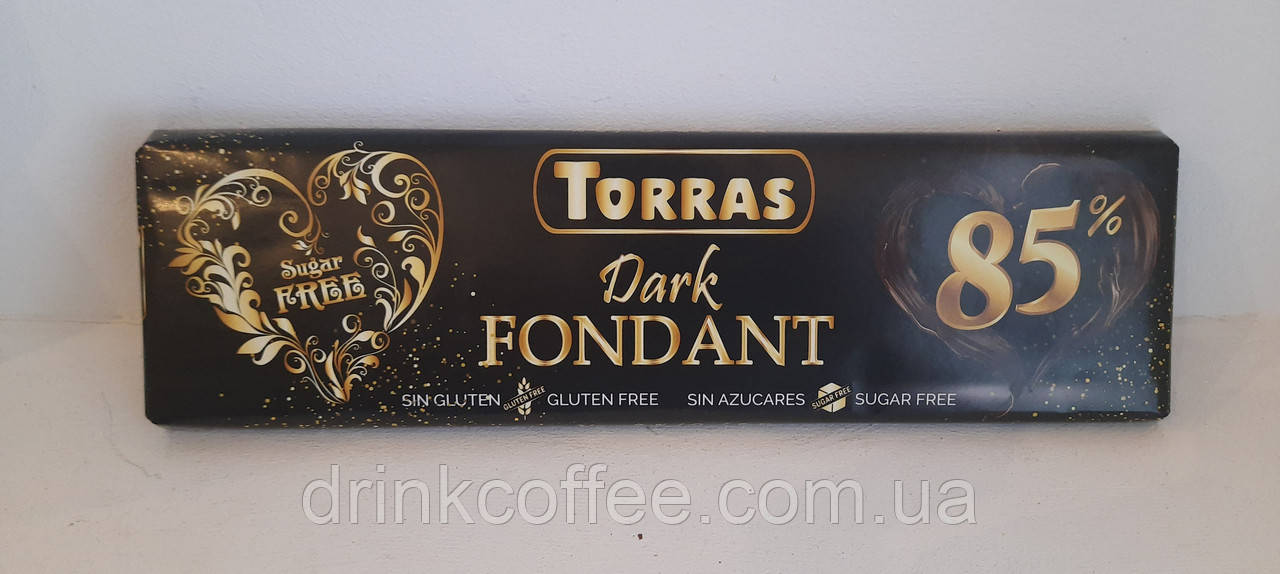 TORRAS
Sugar
FREE
85%
Dark
FONDANT
SIN GLUTEN GLUTEN FREE GLUTEN FREE SIN AZUCARES SUGAR FREE SUGAR FREE
drinkcoffee.com.ua